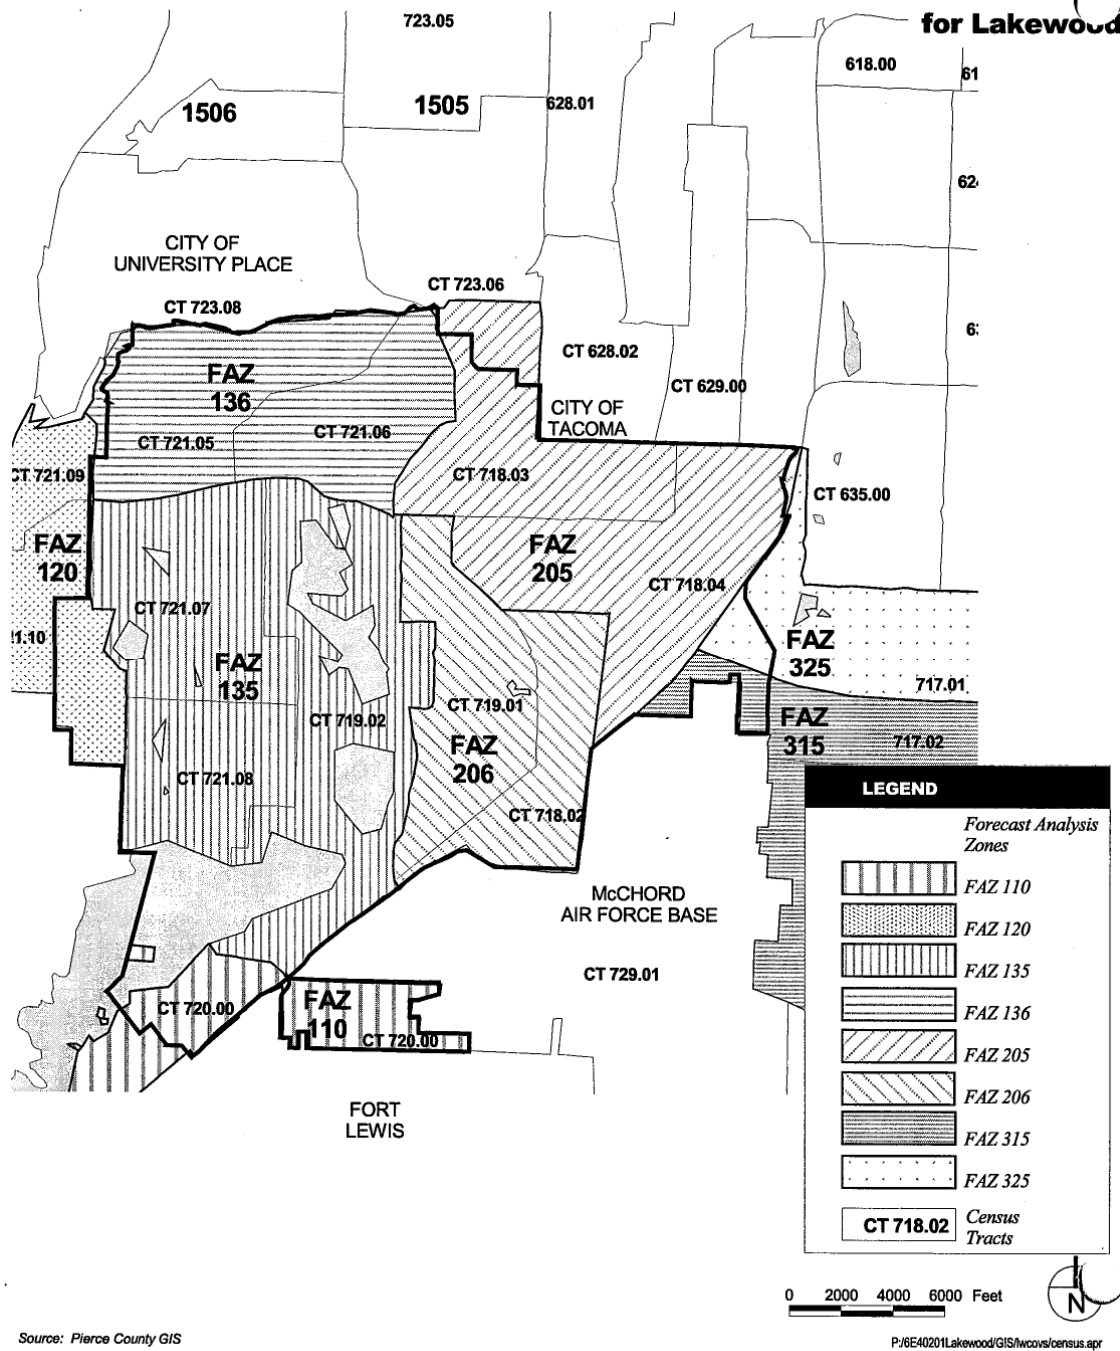 723.05
for Lakewood
618.00
61
1506
1505
628.01
62
CITY OF
UNIVERSITY PLACE
CT 723.06
CT 723.08
6
CT 628.02
FAZ
136
CT 629.00
CITY OF
TACOMA
CT 721.05
CT 721.06
CT 721.09
CT 718.03
CT 635.00
FAZ
120
FAZ
205
CT 718.04
CT 721.07
1.10
FAZ
325
FAZ
135
717.01
CT 719.01
CT 719.02
FAZ
315
717.02
FAZ
206
CT 721.08
CT 718.02
LEGEND
Forecast Analysis
Zones
FAZ 110
FAZ 120
FAZ 135
FAZ 136
FAZ 205
FAZ 206
FAZ 315
FAZ 325
CT 718.02
Census
Tracts
McCHORD
AIR FORCE BASE
CT 729.01
CT 720.00
FAZ
110
CT 720.00
FORT
LEWIS
0 2000 4000 6000 Feet
N
Source: Pierce County GIS
P:/6E40201Lakewood/GIS/lwcovs/census.apr